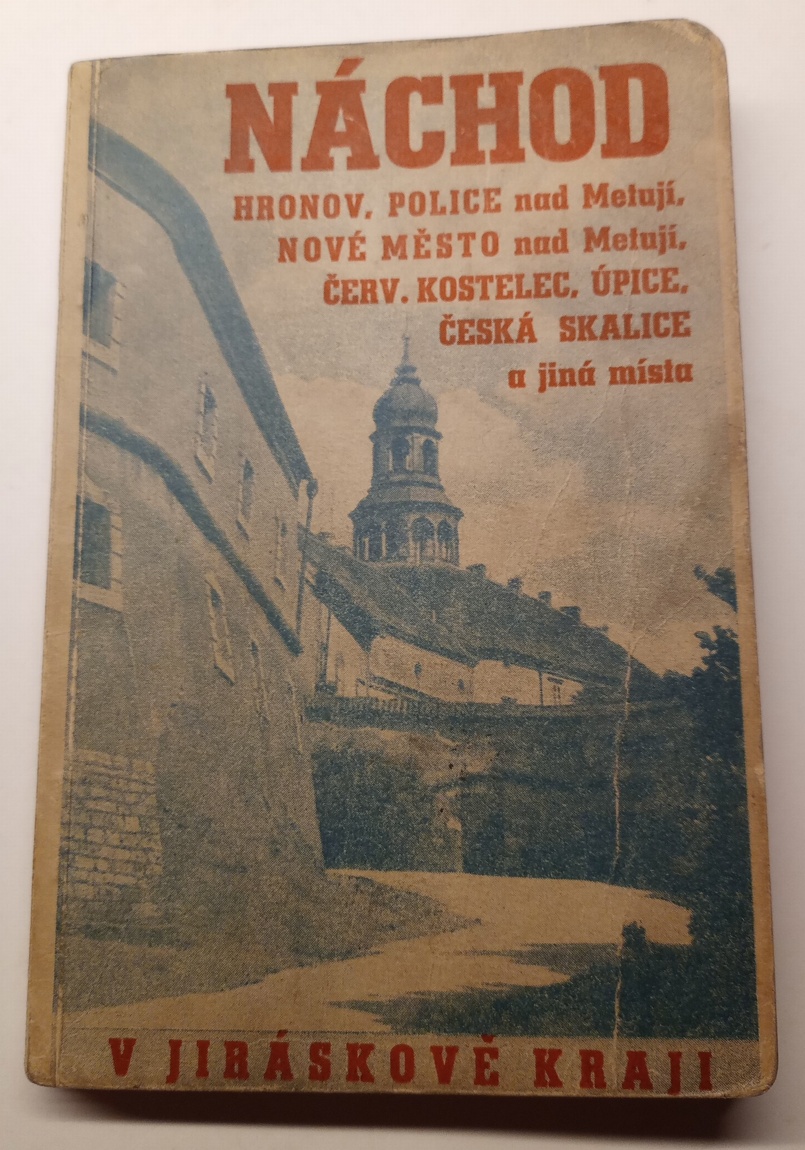 NÁCHOD
HRONOV, POLICE nad Metují,
NOVÉ MĚSTO nad Metují,
ČERV. KOSTELEC, ÚPICE,
ČESKÁ SKALICE
a jiná místa
V JIRÁSKOVĚ KRAJI